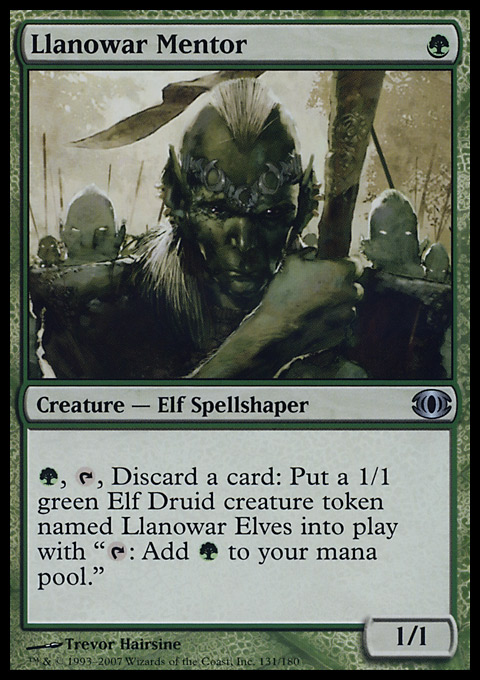 Llanowar Mentor
Creature — Elf Spellshaper
, , Discard a card: Put a 1/1
green Elf Druid creature token
named Llanowar Elves into play
with “: Add to your mana
pool.”
Trevor Hairsine
1/1
™ & © 1993–2007 Wizards of the Coast, Inc. 131/180